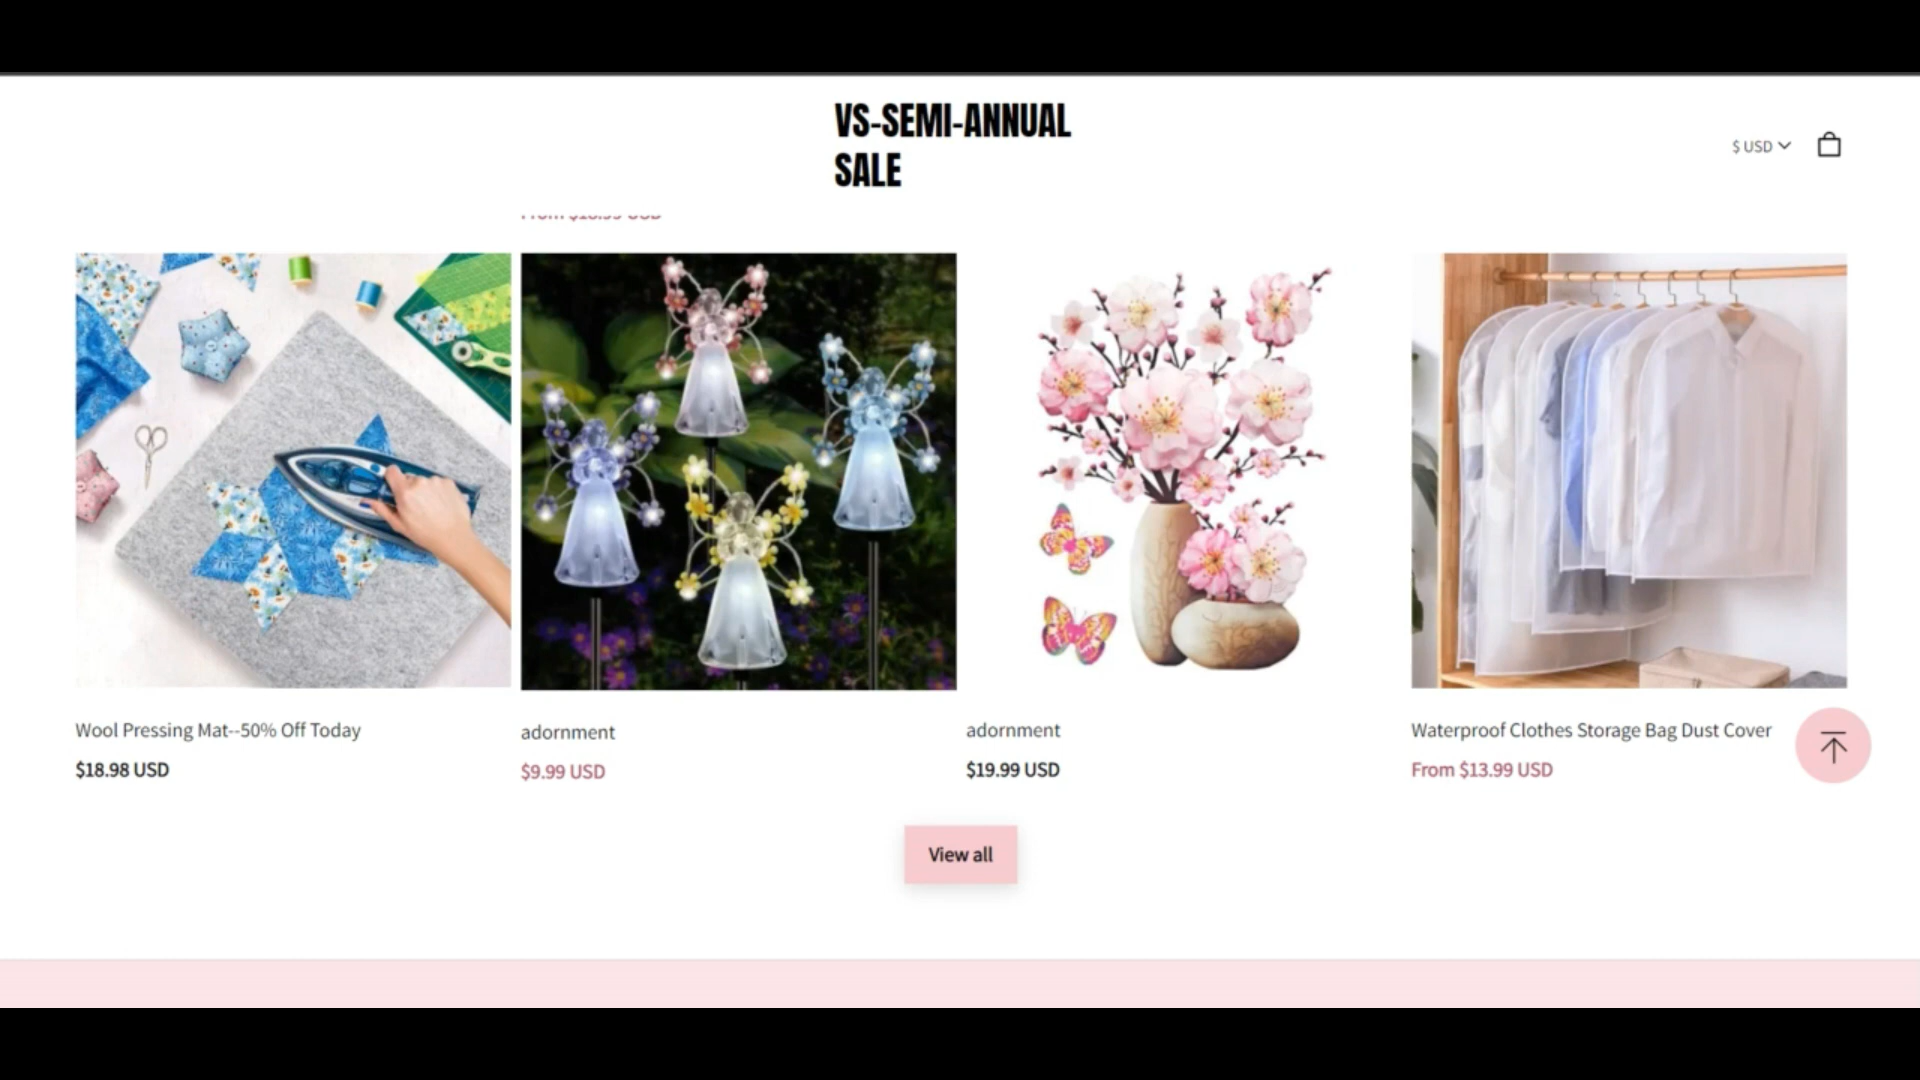 VS-SEMI-ANNUAL
SALE
$ USD
Wool Pressing Mat--50% Off Today
$18.98 USD
adornment
$9.99 USD
adornment
$19.99 USD
Waterproof Clothes Storage Bag Dust Cover
From $13.99 USD
View all